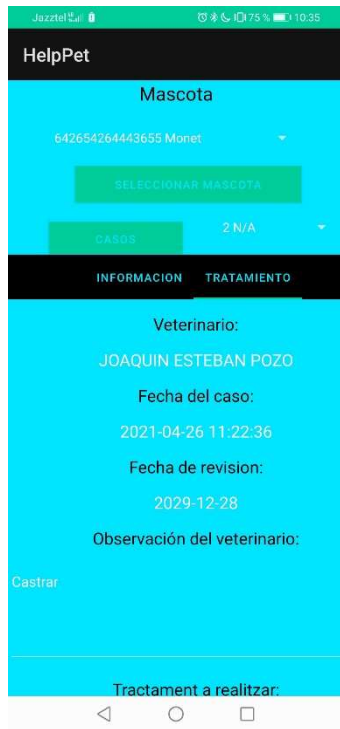 Jazztel 75 % 10:35
HelpPet
Mascota
642654264443655 Monet
SELECCIONAR MASCOTA
CASOS
2 N/A
INFORMACION TRATAMIENTO
Veterinario:
JOAQUIN ESTEBAN POZO
Fecha del caso:
2021-04-26 11:22:36
Fecha de revision:
2029-12-28
Observación del veterinario:
Castrar
Tractament a realitzar: